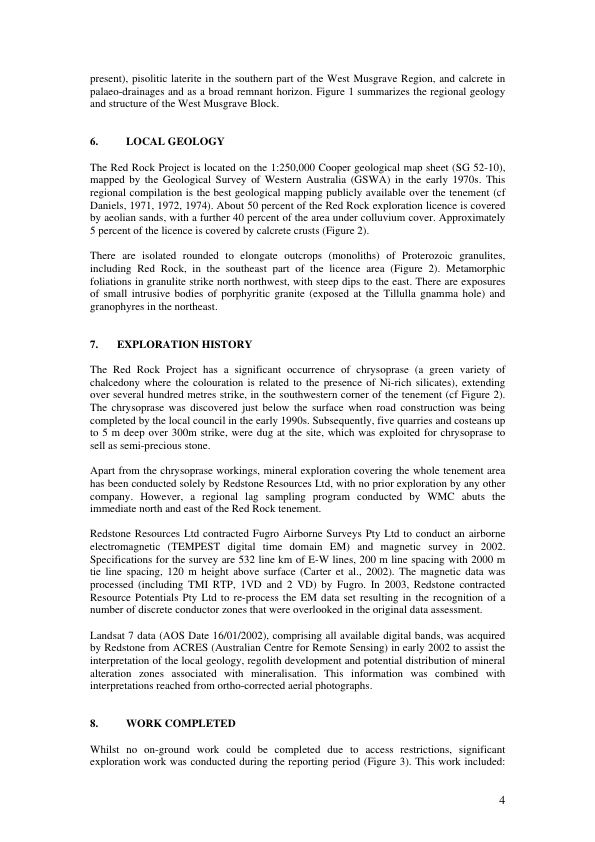 present), pisolitic laterite in the southern part of the West Musgrave Region, and calcrete in
palaeo-drainages and as a broad remnant horizon. Figure 1 summarizes the regional geology
and structure of the West Musgrave Block.
6. LOCAL GEOLOGY
The Red Rock Project is located on the 1:250,000 Cooper geological map sheet (SG 52-10),
mapped by the Geological Survey of Western Australia (GSWA) in the early 1970s. This
regional compilation is the best geological mapping publicly available over the tenement (cf
Daniels, 1971, 1972, 1974). About 50 percent of the Red Rock exploration licence is covered
by aeolian sands, with a further 40 percent of the area under colluvium cover. Approximately
5 percent of the licence is covered by calcrete crusts (Figure 2).
There are isolated rounded to elongate outcrops (monoliths) of Proterozoic granulites,
including Red Rock, in the southeast part of the licence area (Figure 2). Metamorphic
foliations in granulite strike north northwest, with steep dips to the east. There are exposures
of small intrusive bodies of porphyritic granite (exposed at the Tillulla gnamma hole) and
granophyres in the northeast.
7. EXPLORATION HISTORY
The Red Rock Project has a significant occurrence of chrysoprase (a green variety of
chalcedony where the colouration is related to the presence of Ni-rich silicates), extending
over several hundred metres strike, in the southwestern corner of the tenement (cf Figure 2).
The chrysoprase was discovered just below the surface when road construction was being
completed by the local council in the early 1990s. Subsequently, five quarries and costeans up
to 5 m deep over 300m strike, were dug at the site, which was exploited for chrysoprase to
sell as semi-precious stone.
Apart from the chrysoprase workings, mineral exploration covering the whole tenement area
has been conducted solely by Redstone Resources Ltd, with no prior exploration by any other
company. However, a regional lag sampling program conducted by WMC abuts the
immediate north and east of the Red Rock tenement.
Redstone Resources Ltd contracted Fugro Airborne Surveys Pty Ltd to conduct an airborne
electromagnetic (TEMPEST digital time domain EM) and magnetic survey in 2002.
Specifications for the survey are 532 line km of E-W lines, 200 m line spacing with 2000 m
tie line spacing, 120 m height above surface (Carter et al., 2002). The magnetic data was
processed (including TMI RTP, 1VD and 2 VD) by Fugro. In 2003, Redstone contracted
Resource Potentials Pty Ltd to re-process the EM data set resulting in the recognition of a
number of discrete conductor zones that were overlooked in the original data assessment.
Landsat 7 data (AOS Date 16/01/2002), comprising all available digital bands, was acquired
by Redstone from ACRES (Australian Centre for Remote Sensing) in early 2002 to assist the
interpretation of the local geology, regolith development and potential distribution of mineral
alteration zones associated with mineralisation. This information was combined with
interpretations reached from ortho-corrected aerial photographs.
8. WORK COMPLETED
Whilst no on-ground work could be completed due to access restrictions, significant
exploration work was conducted during the reporting period (Figure 3). This work included:
4